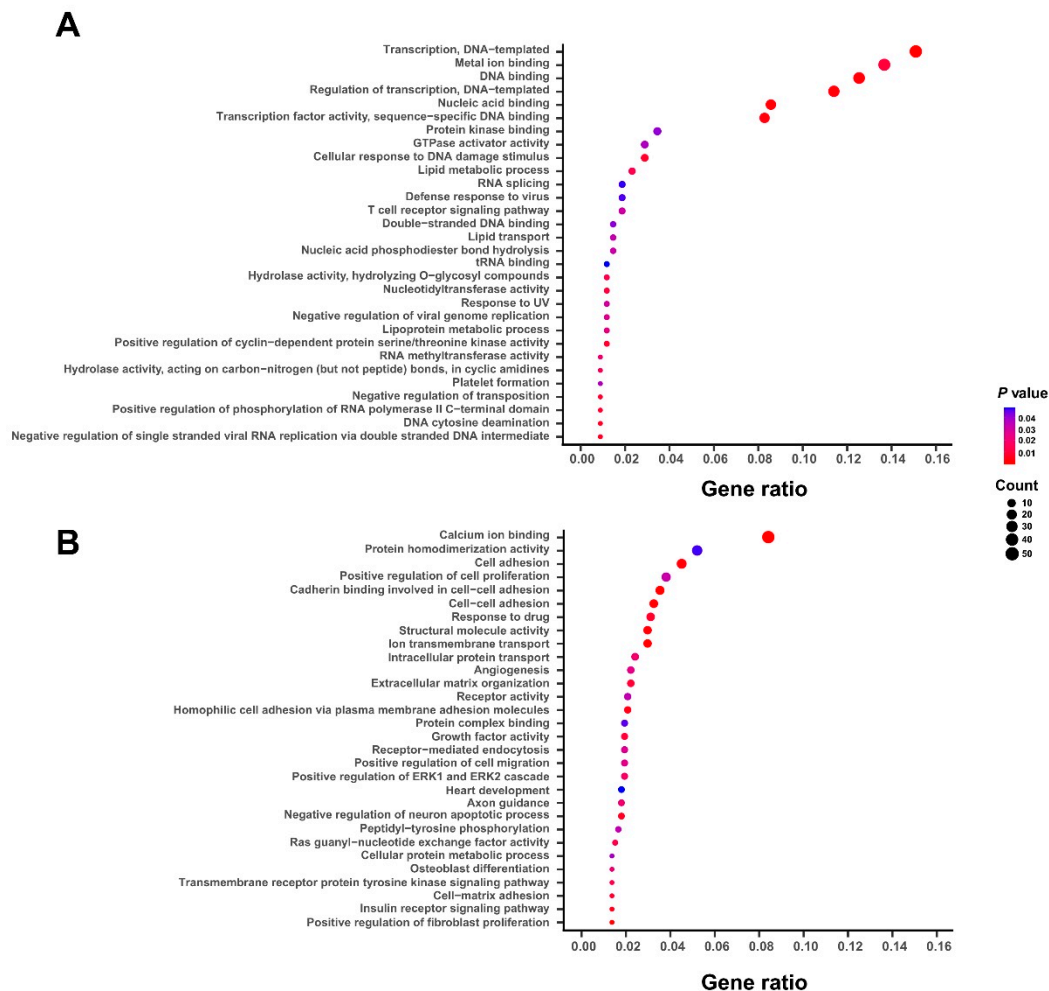 A
Transcription, DNA−templated
Metal ion binding
DNA binding
Regulation of transcription, DNA−templated
Nucleic acid binding
Transcription factor activity, sequence−specific DNA binding
Protein kinase binding
GTPase activator activity
Cellular response to DNA damage stimulus
Lipid metabolic process
RNA splicing
Defense response to virus
T cell receptor signaling pathway
Double−stranded DNA binding
Lipid transport
Nucleic acid phosphodiester bond hydrolysis
tRNA binding
Hydrolase activity, hydrolyzing O−glycosyl compounds
Nucleotidyltransferase activity
Response to UV
Negative regulation of viral genome replication
Lipoprotein metabolic process
Positive regulation of cyclin−dependent protein serine/threonine kinase activity
RNA methyltransferase activity
Hydrolase activity, acting on carbon−nitrogen (but not peptide) bonds, in cyclic amidines
Platelet formation
Negative regulation of transposition
Positive regulation of phosphorylation of RNA polymerase II C−terminal domain
DNA cytosine deamination
Negative regulation of single stranded viral RNA replication via double stranded DNA intermediate
0.00 0.02 0.04 0.06 0.08 0.10 0.12 0.14 0.16
Gene ratio
P value
0.04
0.03
0.02
0.01
Count
10
20
30
40
50
B
Calcium ion binding
Protein homodimerization activity
Cell adhesion
Positive regulation of cell proliferation
Cadherin binding involved in cell−cell adhesion
Cell−cell adhesion
Response to drug
Structural molecule activity
Ion transmembrane transport
Intracellular protein transport
Angiogenesis
Extracellular matrix organization
Receptor activity
Homophilic cell adhesion via plasma membrane adhesion molecules
Protein complex binding
Growth factor activity
Receptor−mediated endocytosis
Positive regulation of cell migration
Positive regulation of ERK1 and ERK2 cascade
Heart development
Axon guidance
Negative regulation of neuron apoptotic process
Peptidyl−tyrosine phosphorylation
Ras guanyl−nucleotide exchange factor activity
Cellular protein metabolic process
Osteoblast differentiation
Transmembrane receptor protein tyrosine kinase signaling pathway
Cell−matrix adhesion
Insulin receptor signaling pathway
Positive regulation of fibroblast proliferation
0.00 0.02 0.04 0.06 0.08 0.10 0.12 0.14 0.16
Gene ratio